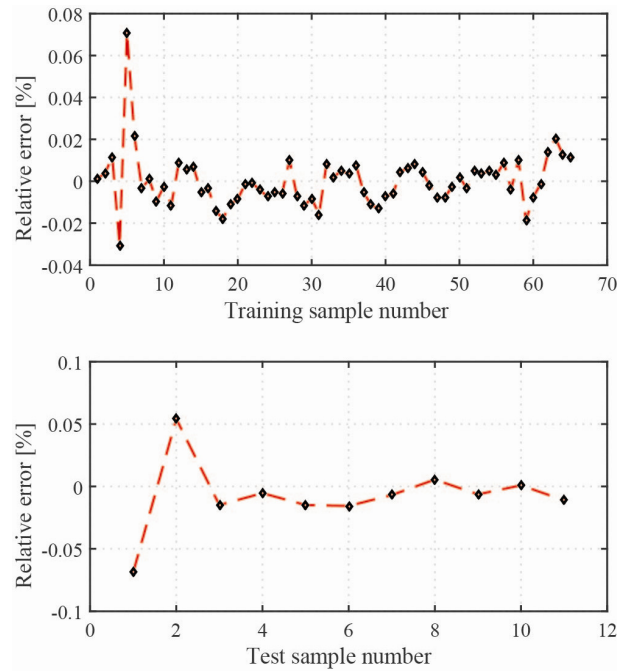 Relative error [%]
0.08
0.06
0.04
0.02
0
-0.02
-0.04
0 10 20 30 40 50 60 70
Training sample number
Relative error [%]
0.1
0.05
0
-0.05
-0.1
0 2 4 6 8 10 12
Test sample number